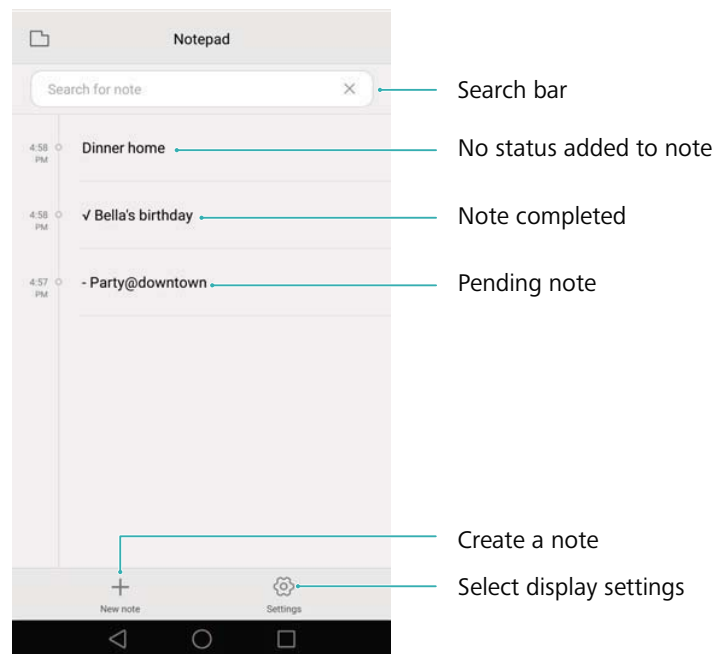 Notepad
Search for note
Search bar
4:58
PM
Dinner home
No status added to note
4:58
PM
√ Bella's birthday
Note completed
4:57
PM
- Party@downtown
Pending note
Create a note
Select display settings
New note
Settings